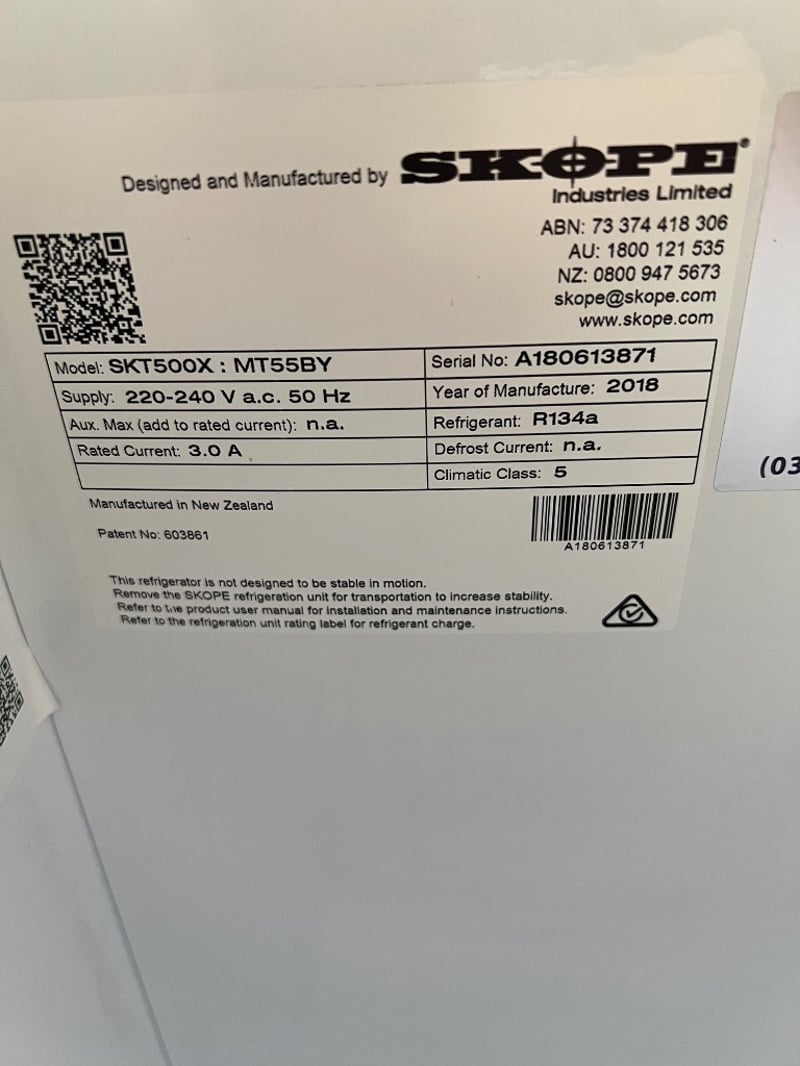 Designed and Manufactured by SKOPE®
Industries Limited
ABN: 73 374 418 306
AU: 1800 121 535
NZ: 0800 947 5673
skope@skope.com
www.skope.com
Model: SKT500X : MT55BY
Serial No: A180613871
Supply: 220-240 V a.c. 50 Hz
Year of Manufacture: 2018
Aux. Max (add to rated current): n.a.
Refrigerant: R134a
Rated Current: 3.0 A
Defrost Current: n.a.
Climatic Class: 5
Manufactured in New Zealand
Patent No: 603861
A180613871
This refrigerator is not designed to be stable in motion.
Remove the SKOPE refrigeration unit for transportation to increase stability.
Refer to the product user manual for installation and maintenance instructions.
Refer to the refrigeration unit rating label for refrigerant charge.
(03